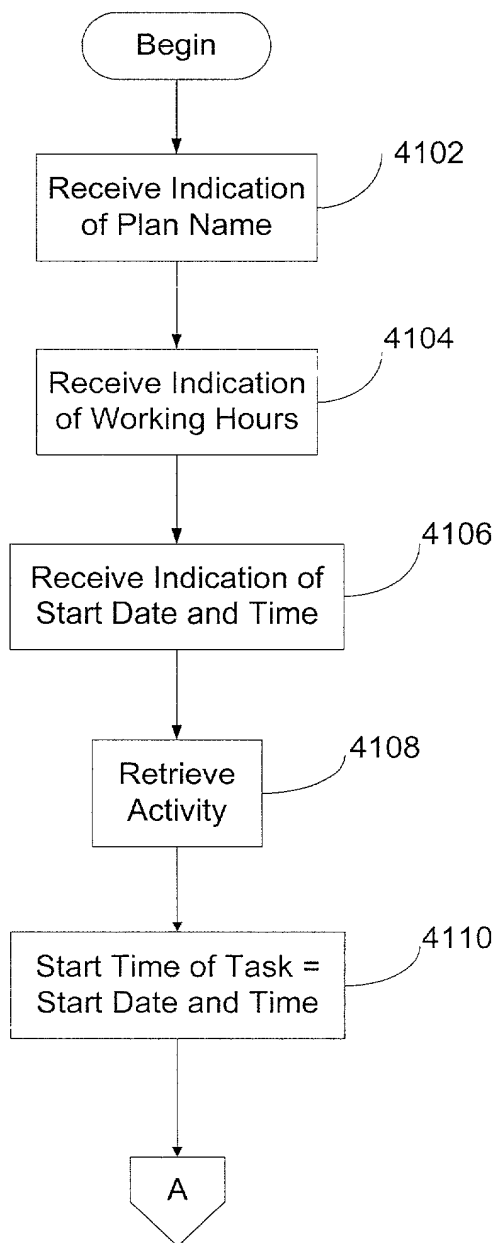 Begin
4102
Receive Indication
of Plan Name
4104
Receive Indication
of Working Hours
4106
Receive Indication of
Start Date and Time
4108
Retrieve
Activity
4110
Start Time of Task =
Start Date and Time
A